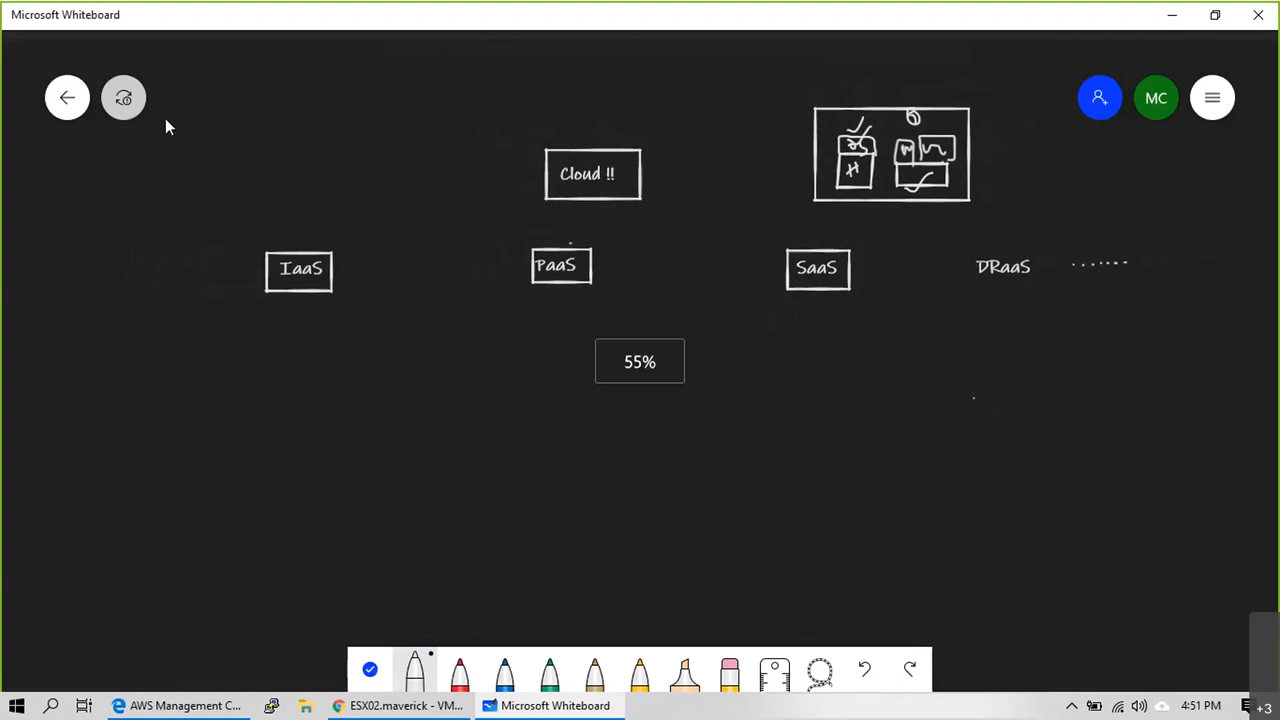 Microsoft Whiteboard
MC
Cloud !!
IaaS
PaaS
SaaS
DRaaS .......
55%
AWS Management C...
ESX02.maverick - VM...
Microsoft Whiteboard
4:51 PM
+3